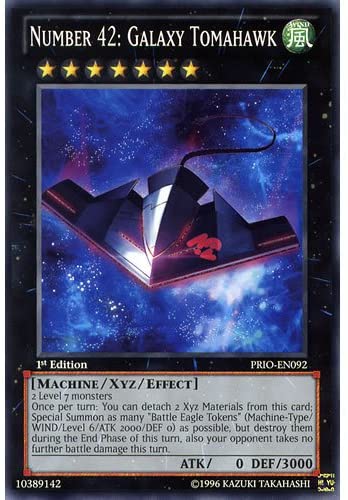 NUMBER 42: GALAXY TOMAHAWK
WIND
風
42
1st Edition
PRIO-EN092
[MACHINE/XYZ/EFFECT]
2 Level 7 monsters
Once per turn: You can detach 2 Xyz Materials from this card;
Special Summon as many "Battle Eagle Tokens" (Machine-Type/
WIND/Level 6/ATK 2000/DEF 0) as possible, but destroy them
during the End Phase of this turn, also your opponent takes no
further battle damage this turn.
ATK/ 0 DEF/3000
10389142
©1996 KAZUKI TAKAHASHI